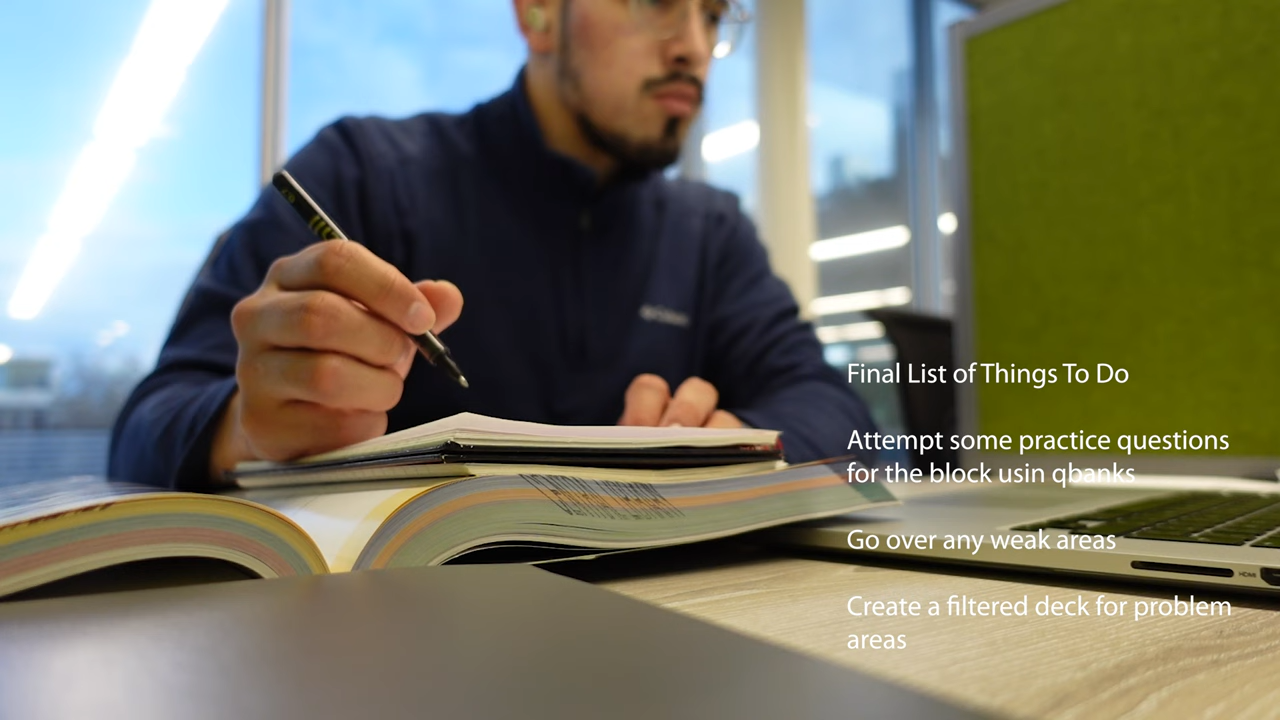 Final List of Things To Do
Attempt some practice questions
for the block usin qbanks
Go over any weak areas
Create a filtered deck for problem
areas
HDMI